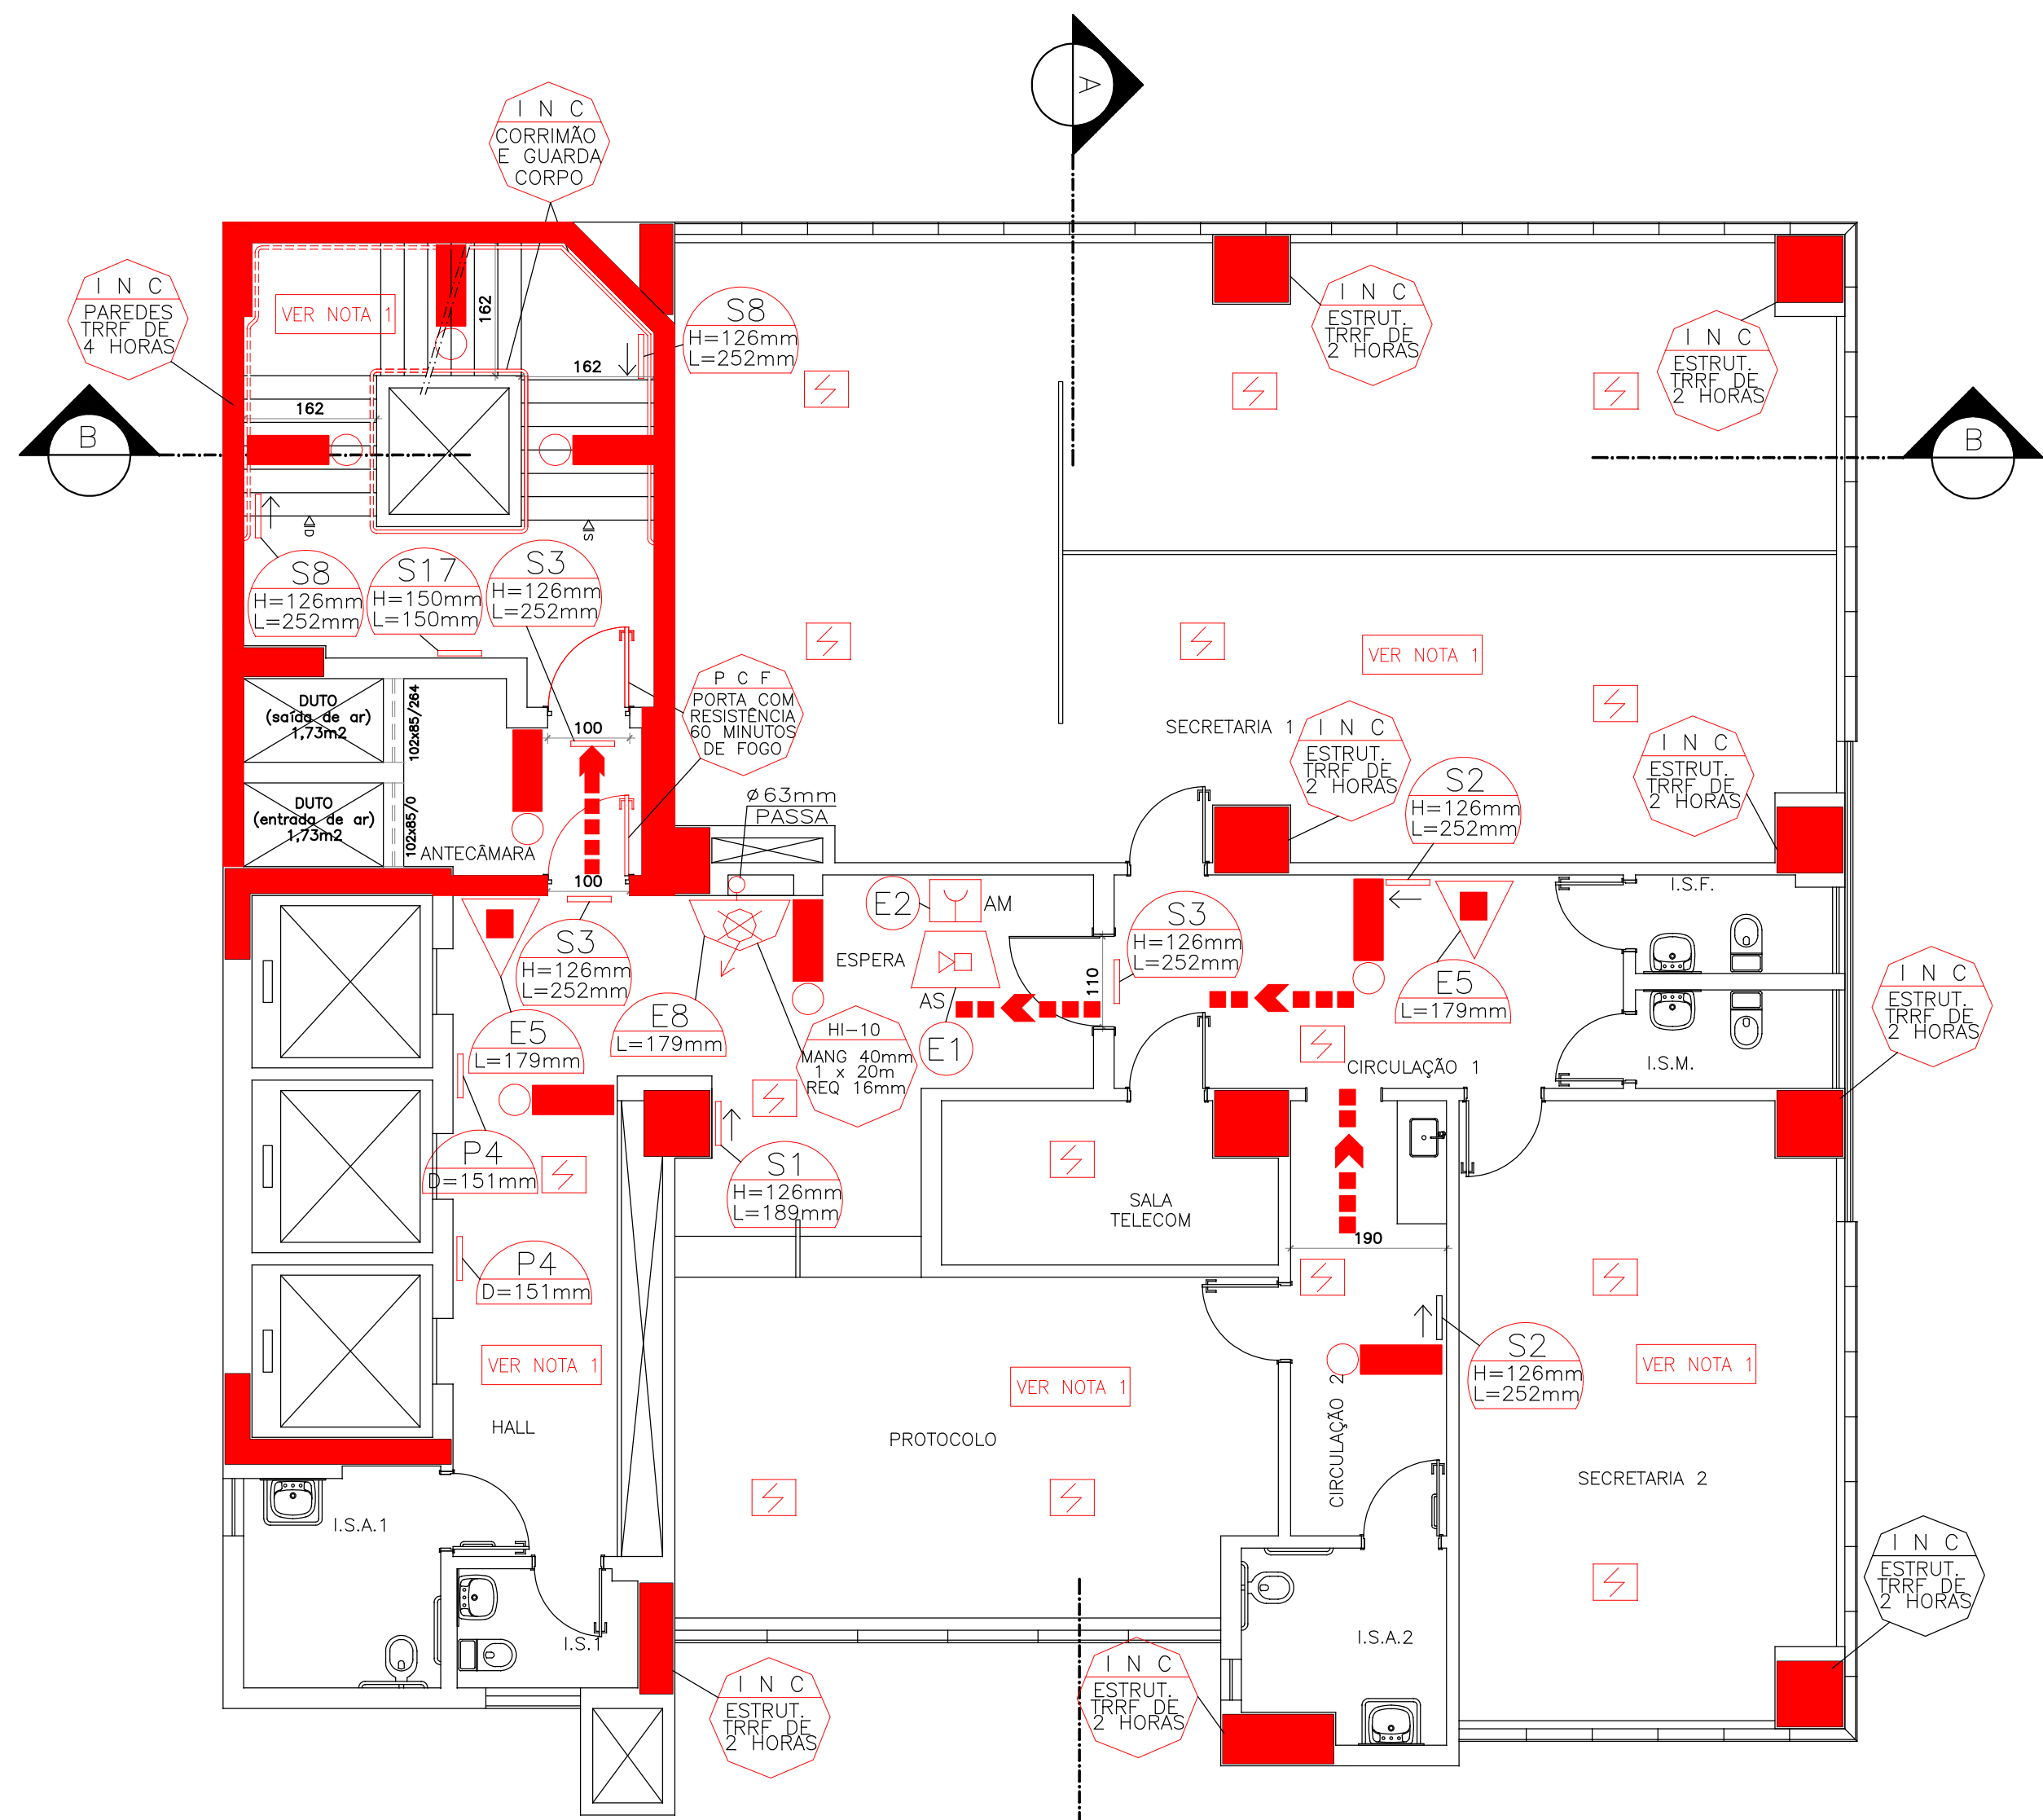 A
I N C
CORRIMÃO
E GUARDA
CORPO
I N C
PAREDES
TRRF DE
4 HORAS
VER NOTA 1
162
162
162
S8
H=126mm
L=252mm
I N C
ESTRUT.
TRRF DE
2 HORAS
I N C
ESTRUT.
TRRF DE
2 HORAS
B
B
D
S
S8
H=126mm
L=252mm
S17
H=150mm
L=150mm
S3
H=126mm
L=252mm
VER NOTA 1
P C F
PORTA COM
RESISTÊNCIA
60 MINUTOS
DE FOGO
DUTO
(saída de ar)
1,73m2
102x85/264
100
SECRETARIA 1
I N C
ESTRUT.
TRRF DE
2 HORAS
I N C
ESTRUT.
TRRF DE
2 HORAS
S2
H=126mm
L=252mm
DUTO
(entrada de ar)
1,73m2
102x85/0
ANTECÂMARA
ø63mm
PASSA
100
I.S.F.
E2
AM
S3
H=126mm
L=252mm
S3
H=126mm
L=252mm
ESPERA
AS
110
E5
L=179mm
I N C
ESTRUT.
TRRF DE
2 HORAS
E5
L=179mm
E8
L=179mm
HI-10
MANG 40mm
1 x 20m
REQ 16mm
E1
CIRCULAÇÃO 1
I.S.M.
P4
D=151mm
S1
H=126mm
L=189mm
SALA
TELECOM
190
P4
D=151mm
VER NOTA 1
VER NOTA 1
S2
H=126mm
L=252mm
VER NOTA 1
HALL
PROTOCOLO
CIRCULAÇÃO 2
SECRETARIA 2
I.S.A.1
I N C
ESTRUT.
TRRF DE
2 HORAS
I.S.1
I.S.A.2
I N C
ESTRUT.
TRRF DE
2 HORAS
I N C
ESTRUT.
TRRF DE
2 HORAS